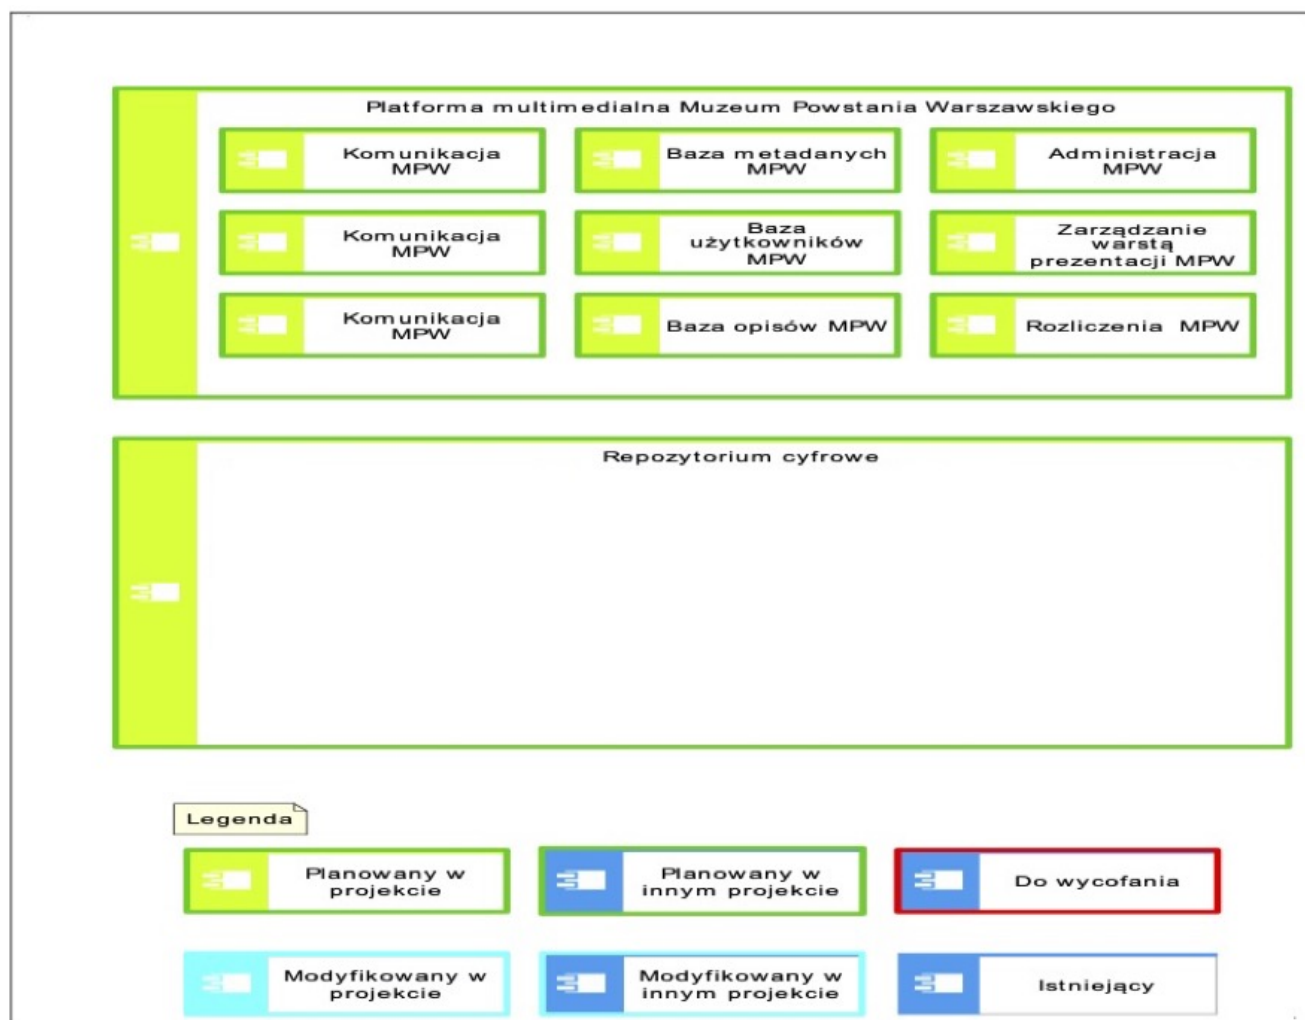 Platforma multimedialna Muzeum Powstania Warszawskiego
Komunikacja
MPW
Baza metadanych
MPW
Administracja
MPW
Komunikacja
MPW
Baza
użytkowników
MPW
Zarządzanie
warstą
prezentacji MPW
Komunikacja
MPW
Baza opisów MPW
Rozliczenia MPW
Repozytorium cyfrowe
Legenda
Planowany w
projekcie
Planowany w
innym projekcie
Do wycofania
Modyfikowany w
projekcie
Modyfikowany w
innym projekcie
Istniejący